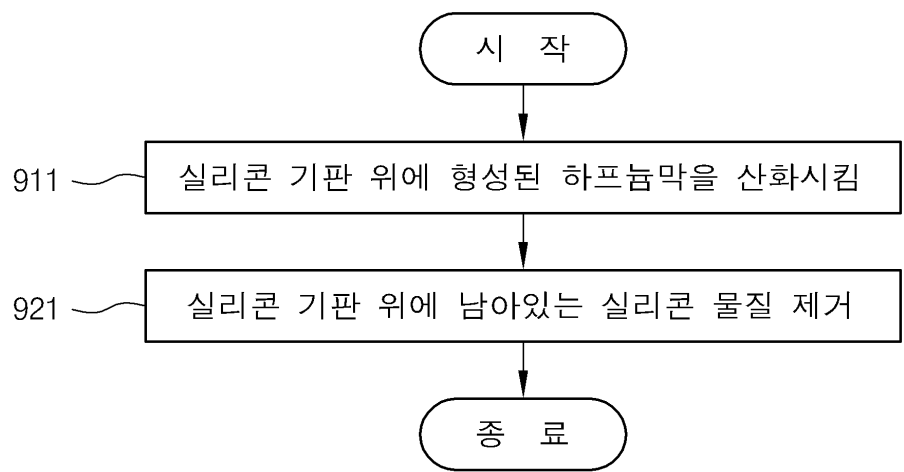 시 작
911 실리콘 기판 위에 형성된 하프늄막을 산화시킴
921 실리콘 기판 위에 남아있는 실리콘 물질 제거
종 료